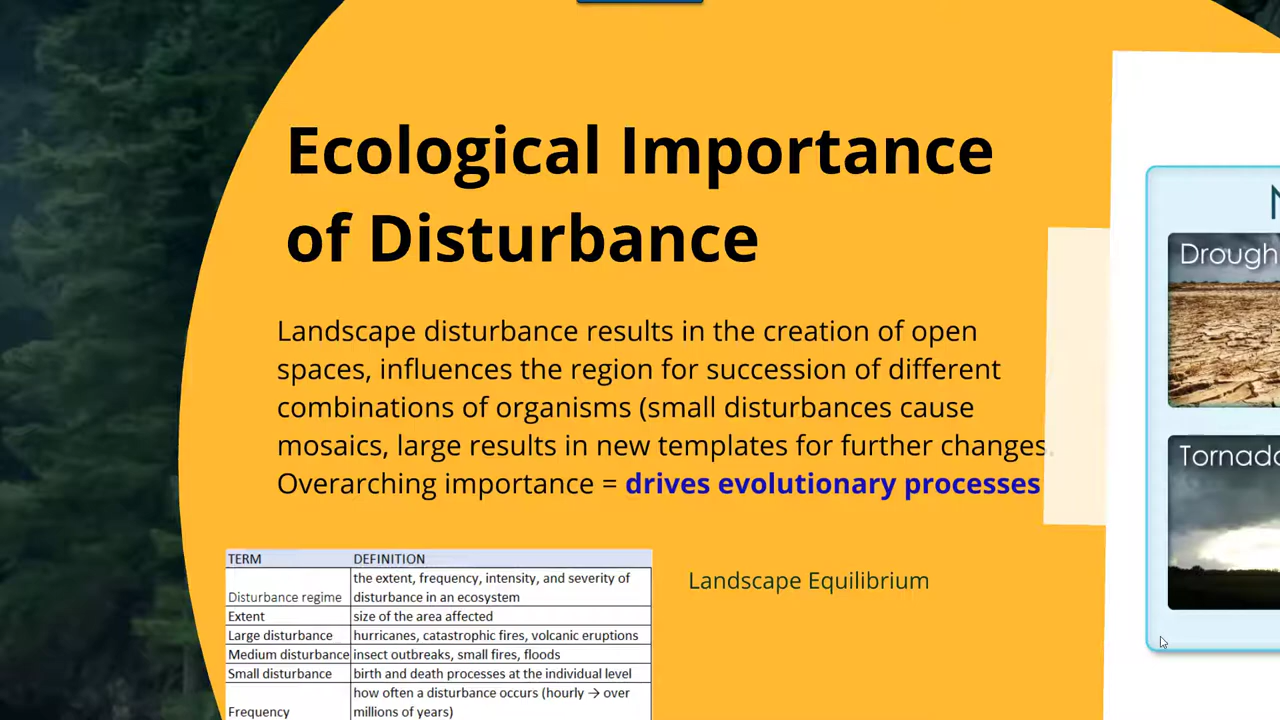 Ecological Importance
of Disturbance
Landscape disturbance results in the creation of open
spaces, influences the region for succession of different
combinations of organisms (small disturbances cause
mosaics, large results in new templates for further changes.
Overarching importance = drives evolutionary processes
TERM DEFINITION
Disturbance regime the extent, frequency, intensity, and severity of
disturbance in an ecosystem
Extent size of the area affected
Large disturbance hurricanes, catastrophic fires, volcanic eruptions
Medium disturbance insect outbreaks, small fires, floods
Small disturbance birth and death processes at the individual level
Frequency how often a disturbance occurs (hourly → over
millions of years)
Landscape Equilibrium
N
Drough
Tornado